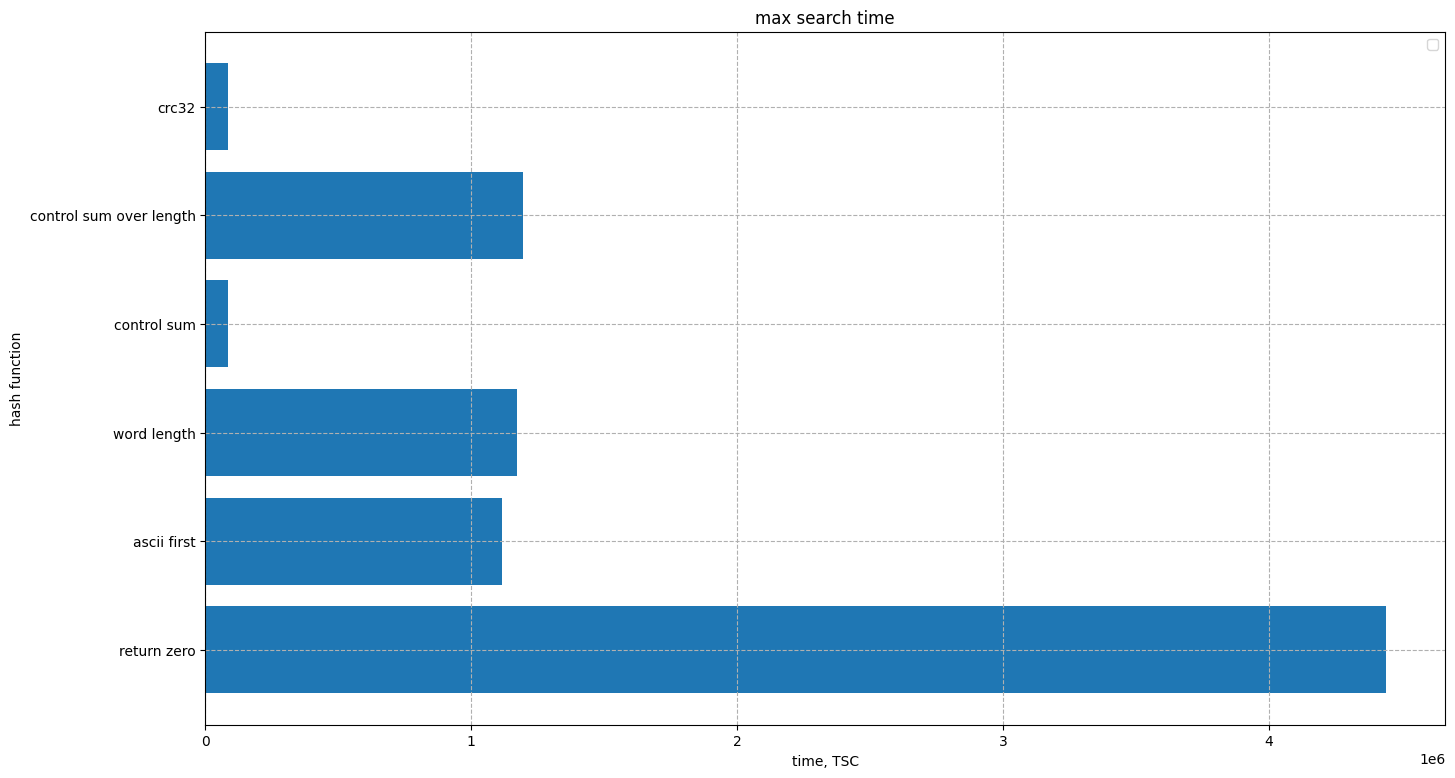 max search time
crc32
control sum over length
control sum
word length
ascii first
return zero
hash function
0 1 2 3 4
1e6
time, TSC